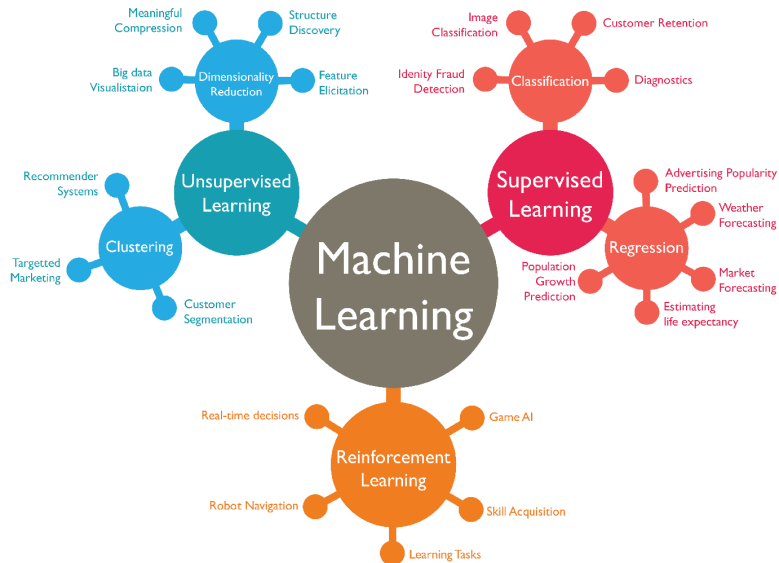 Meaningful
Compression
Structure
Discovery
Big data
Visualistaion
Dimensionality
Reduction
Feature
Elicitation
Image
Classification
Customer Retention
Idenity Fraud
Detection
Classification
Diagnostics
Recommender
Systems
Unsupervised
Learning
Clustering
Targetted
Marketing
Customer
Segmentation
Machine
Learning
Supervised
Learning
Advertising Popularity
Prediction
Weather
Forecasting
Regression
Population
Growth
Prediction
Market
Forecasting
Estimating
life expectancy
Real-time decisions
Game AI
Reinforcement
Learning
Robot Navigation
Skill Acquisition
Learning Tasks